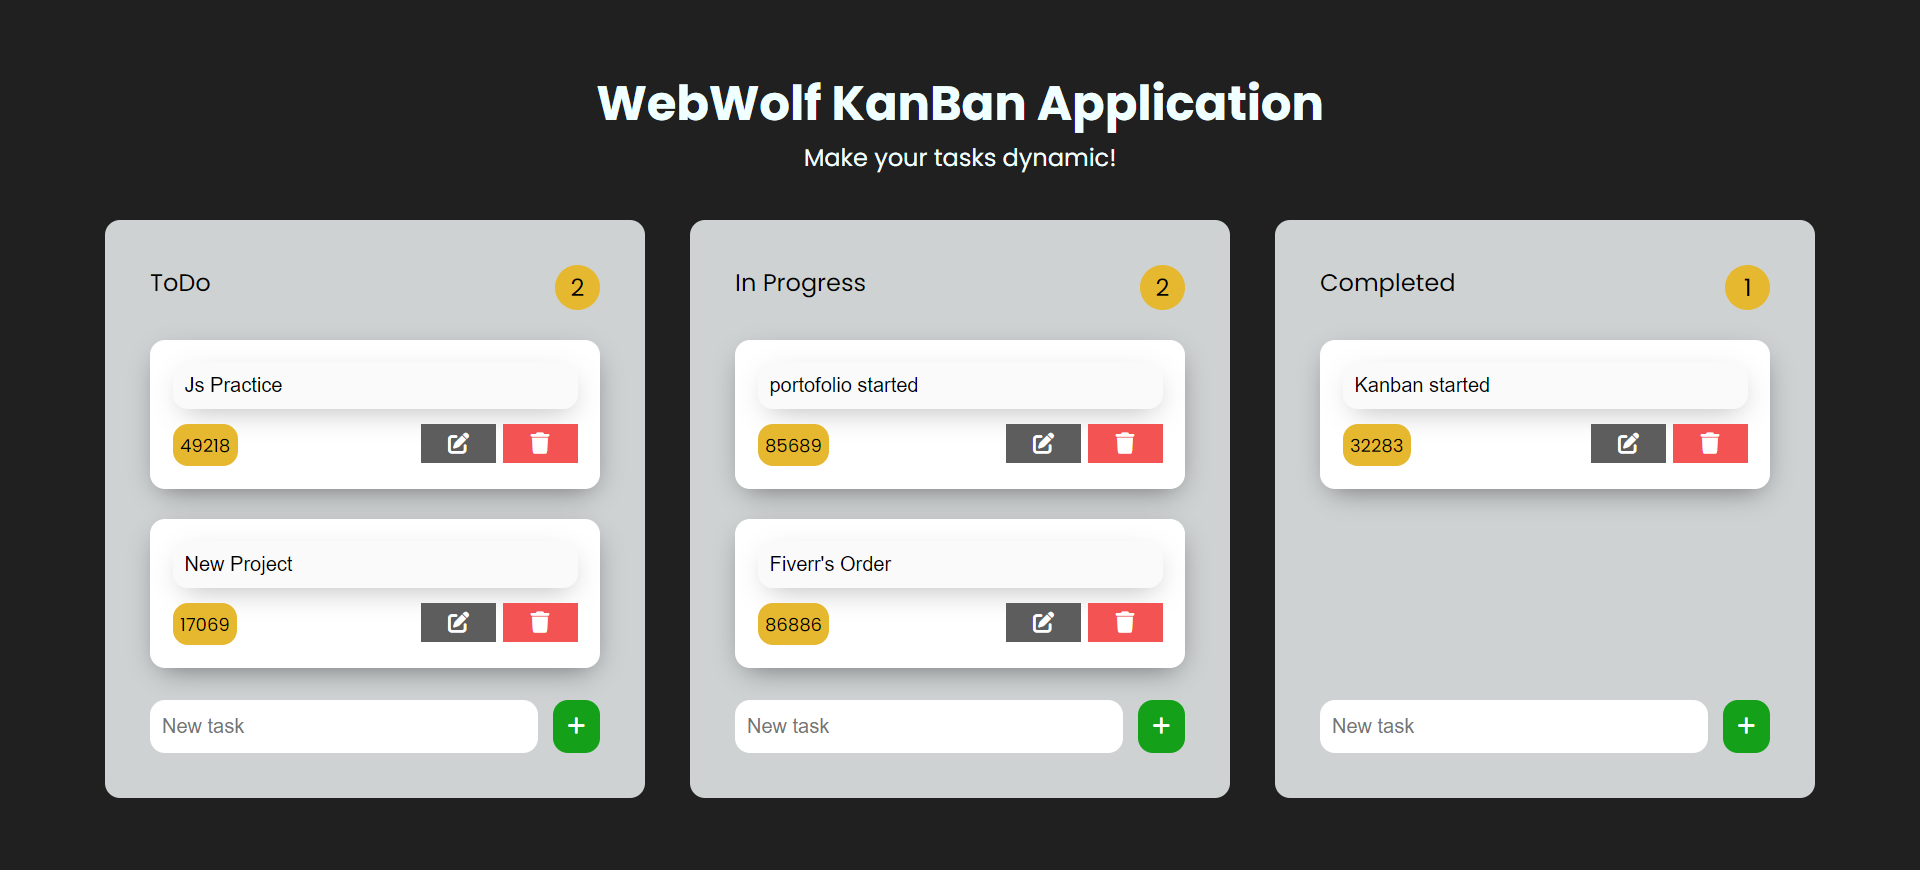 WebWolf KanBan Application
Make your tasks dynamic!
ToDo
2
Js Practice
49218
New Project
17069
New task
In Progress
2
portofolio started
85689
Fiverr's Order
86886
New task
Completed
1
Kanban started
32283
New task